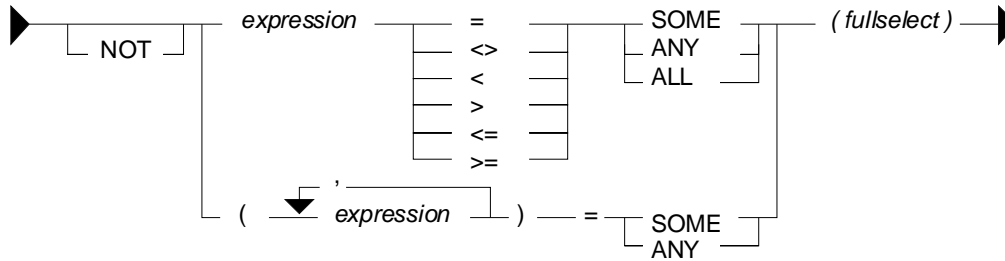 expression = SOME ( fullselect )
NOT <> ANY
< ALL
>
<=
>=
,
( expression ) = SOME
ANY